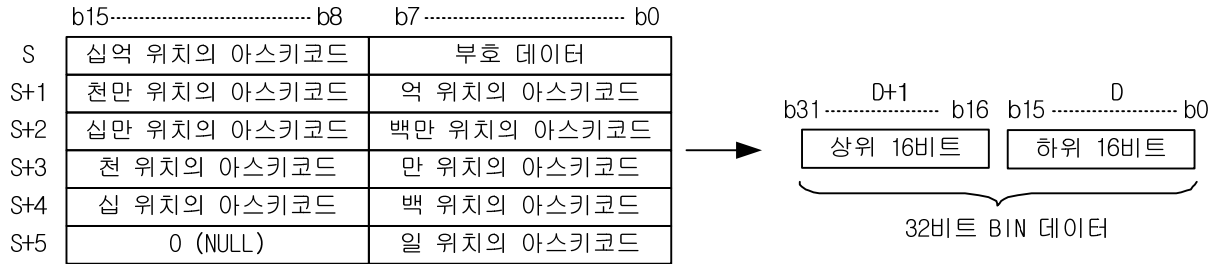 b15 b8 b7 b0
S 십억 위치의 아스키코드 부호 데이터
S+1 천만 위치의 아스키코드 억 위치의 아스키코드
S+2 십만 위치의 아스키코드 백만 위치의 아스키코드
S+3 천 위치의 아스키코드 만 위치의 아스키코드
S+4 십 위치의 아스키코드 백 위치의 아스키코드
S+5 0 (NULL) 일 위치의 아스키코드
D+1 D
b31 b16 b15 b0
상위 16비트 하위 16비트
32비트 BIN 데이터